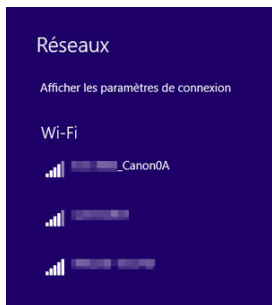 Réseaux
Afficher les paramètres de connexion
Wi-Fi
_Canon0A